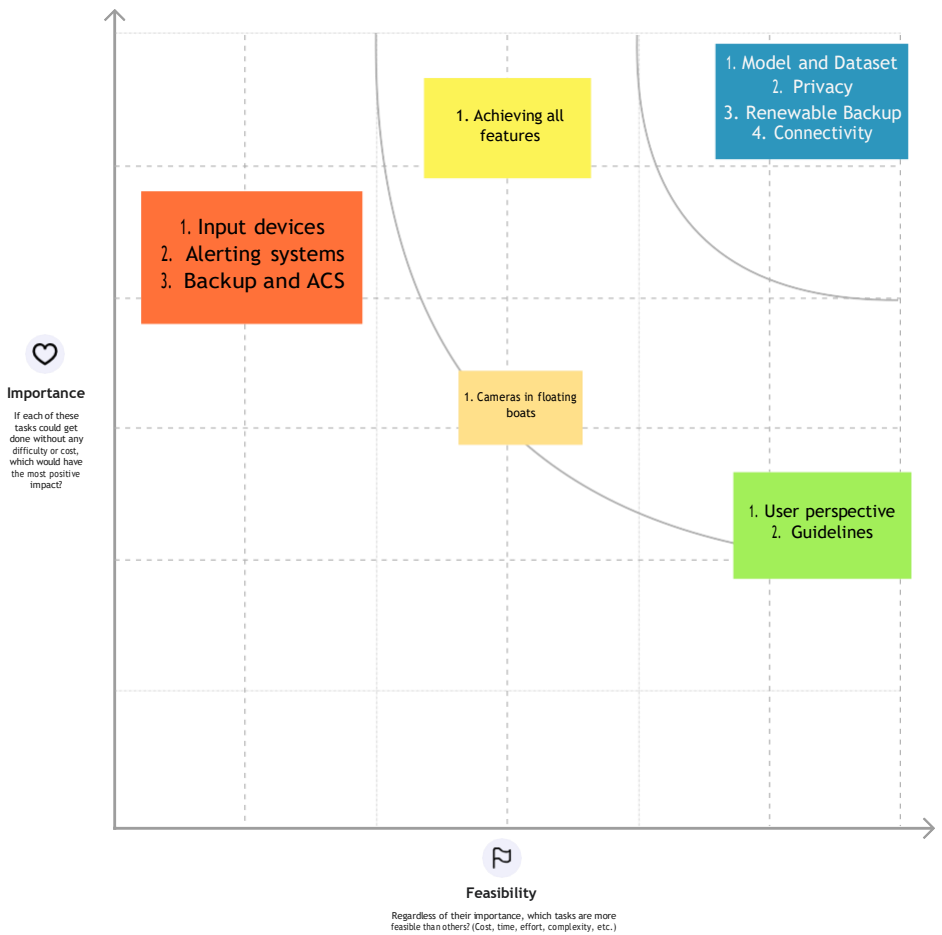 1. Model and Dataset
2. Privacy
3. Renewable Backup
4. Connectivity
1. Achieving all
features
1. Input devices
2. Alerting systems
3. Backup and ACS
Importance
If each of these
tasks could get
done without any
difficulty or cost,
which would have
the most positive
impact?
1. Cameras in floating
boats
1. User perspective
2. Guidelines
Feasibility
Regardless of their importance, which tasks are more
feasible than others? (Cost, time, effort, complexity, etc.)